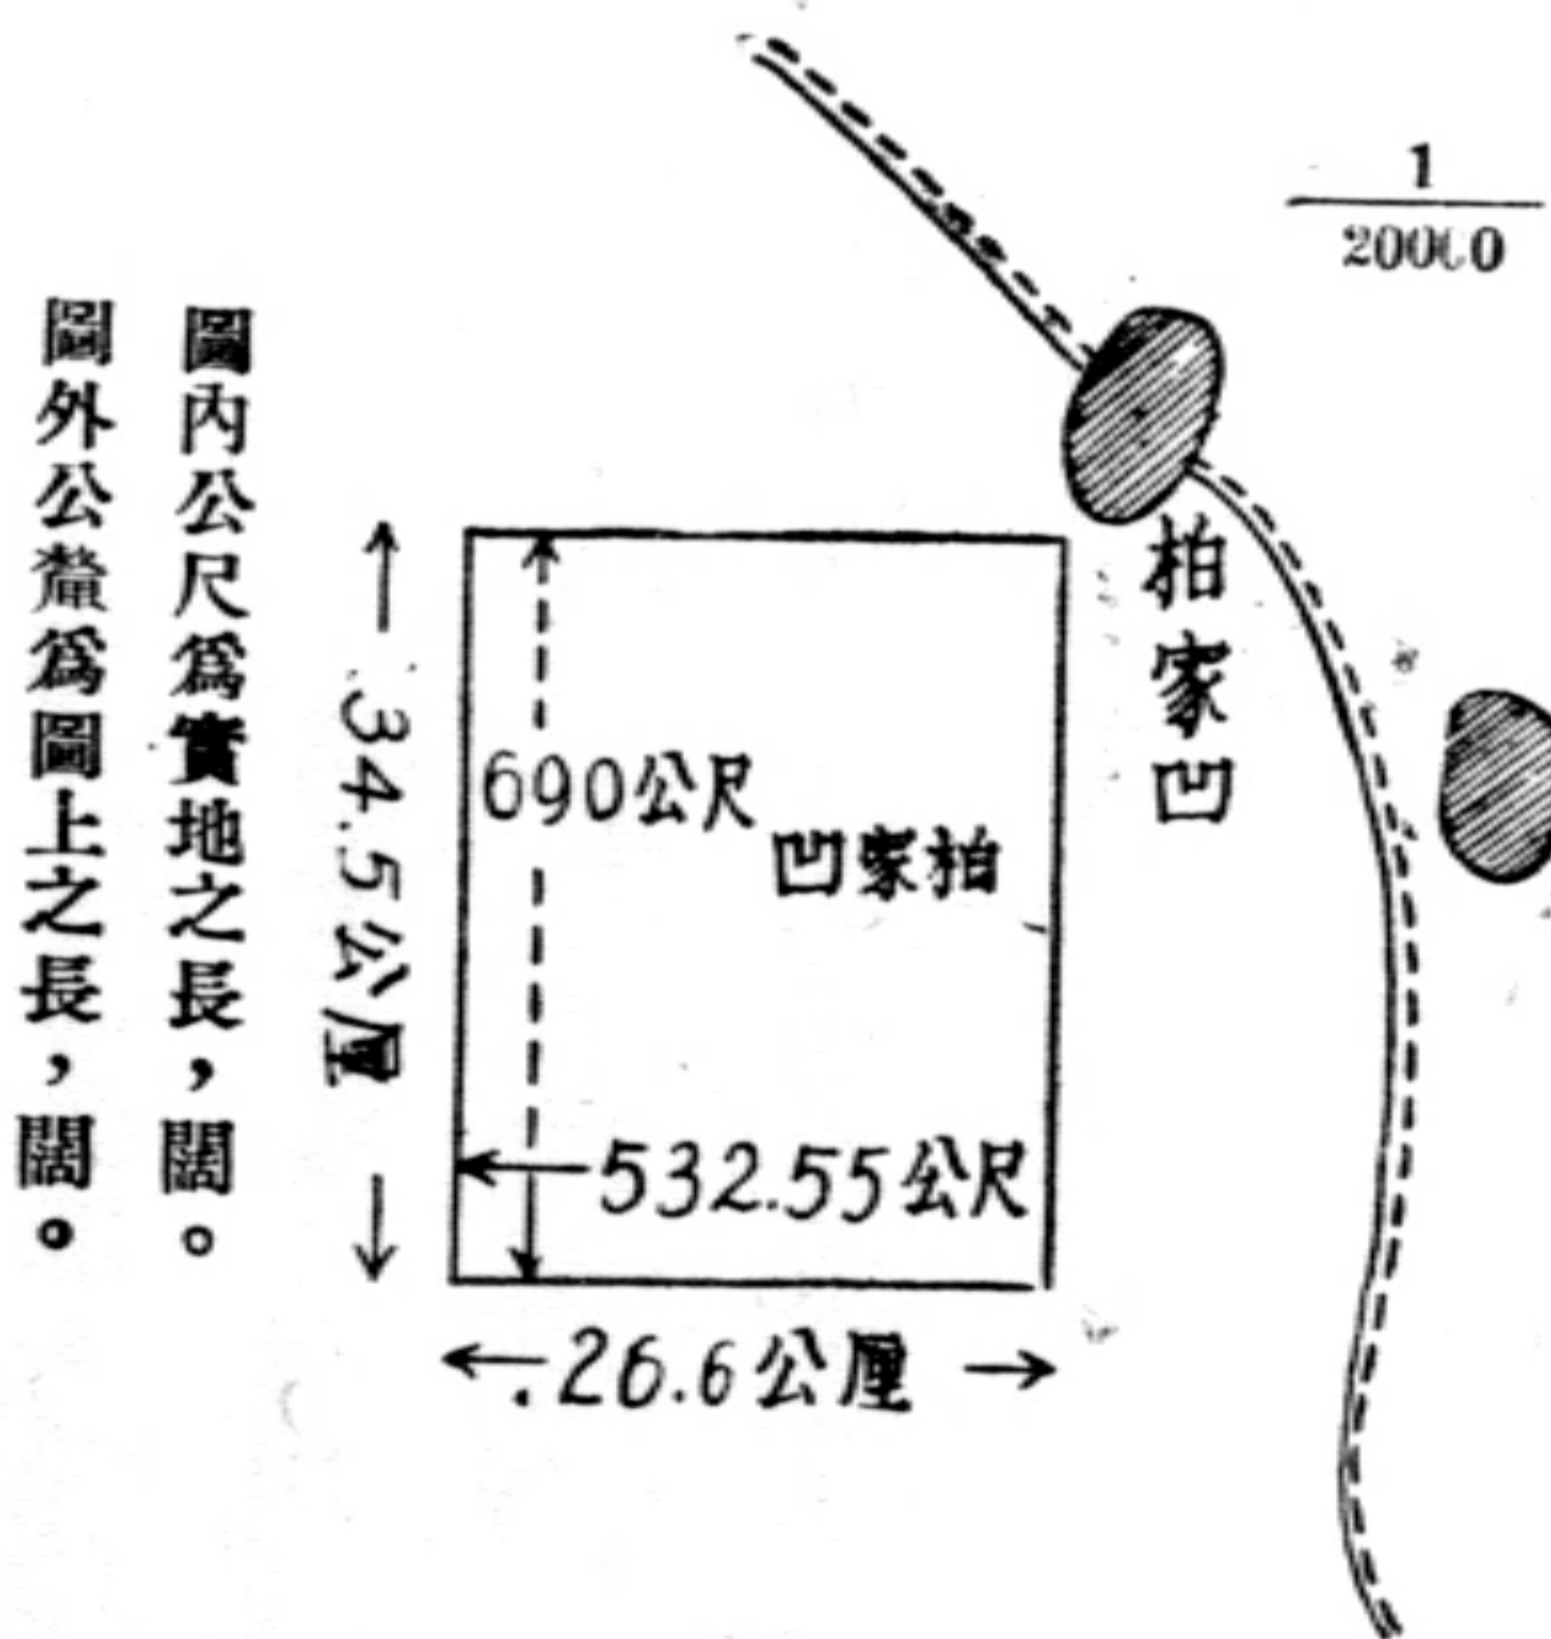 1
20000
柏家凹
690公尺
凹家柏
532.55公尺
34.5公厘
26.6公厘
圖內公尺爲實地之長，闊。
圖外公釐爲圖上之長，闊。